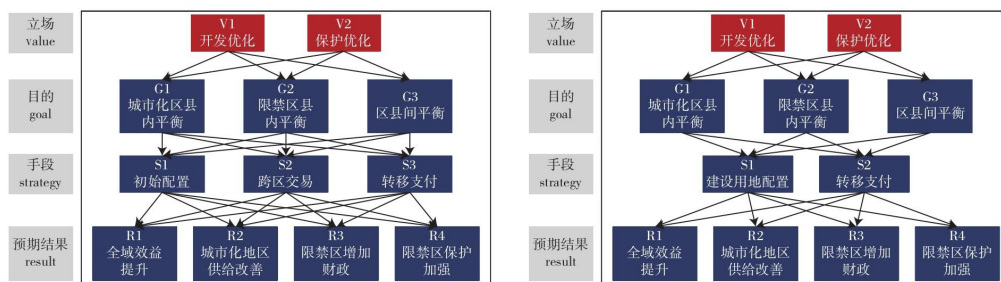 立场
value
V1
开发优化
V2
保护优化
目的
goal
G1
城市化区县
内平衡
G2
限禁区县
内平衡
G3
区县间平衡
手段
strategy
S1
初始配置
S2
跨区交易
S3
转移支付
预期结果
result
R1
全域效益
提升
R2
城市化地区
供给改善
R3
限禁区增加
财政
R4
限禁区保护
加强
立场
value
V1
开发优化
V2
保护优化
目的
goal
G1
城市化区县
内平衡
G2
限禁区县
内平衡
G3
区县间平衡
手段
strategy
S1
建设用地配置
S2
转移支付
预期结果
result
R1
全域效益
提升
R2
城市化地区
供给改善
R3
限禁区增加
财政
R4
限禁区保护
加强